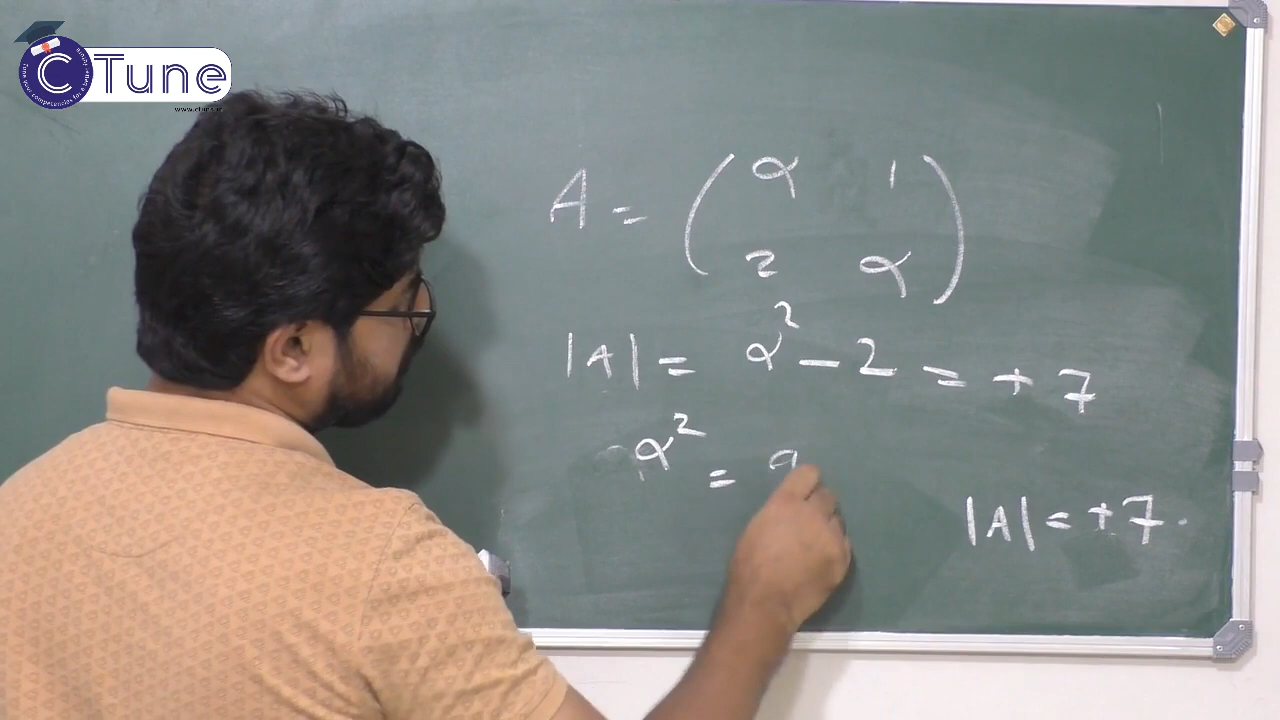 CTune
A = ( α 1
2 α )
|A| = α² − 2 = + 7
α² = 9
|A| = + 7.